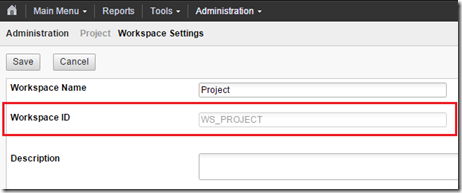 Main Menu Reports Tools Administration
Administration Project Workspace Settings
Save Cancel
Workspace Name Project
Workspace ID WS_PROJECT
Description